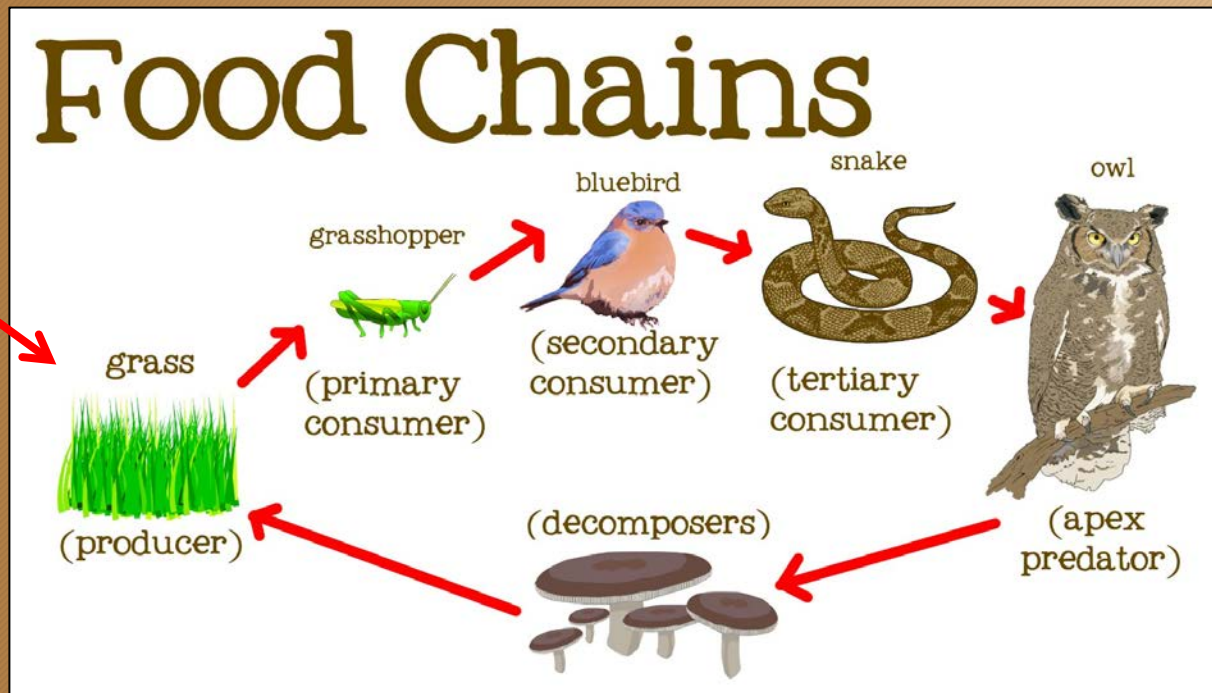 Food Chains
grass
(producer)
grasshopper
(primary
consumer)
bluebird
(secondary
consumer)
snake
(tertiary
consumer)
owl
(apex
predator)
(decomposers)